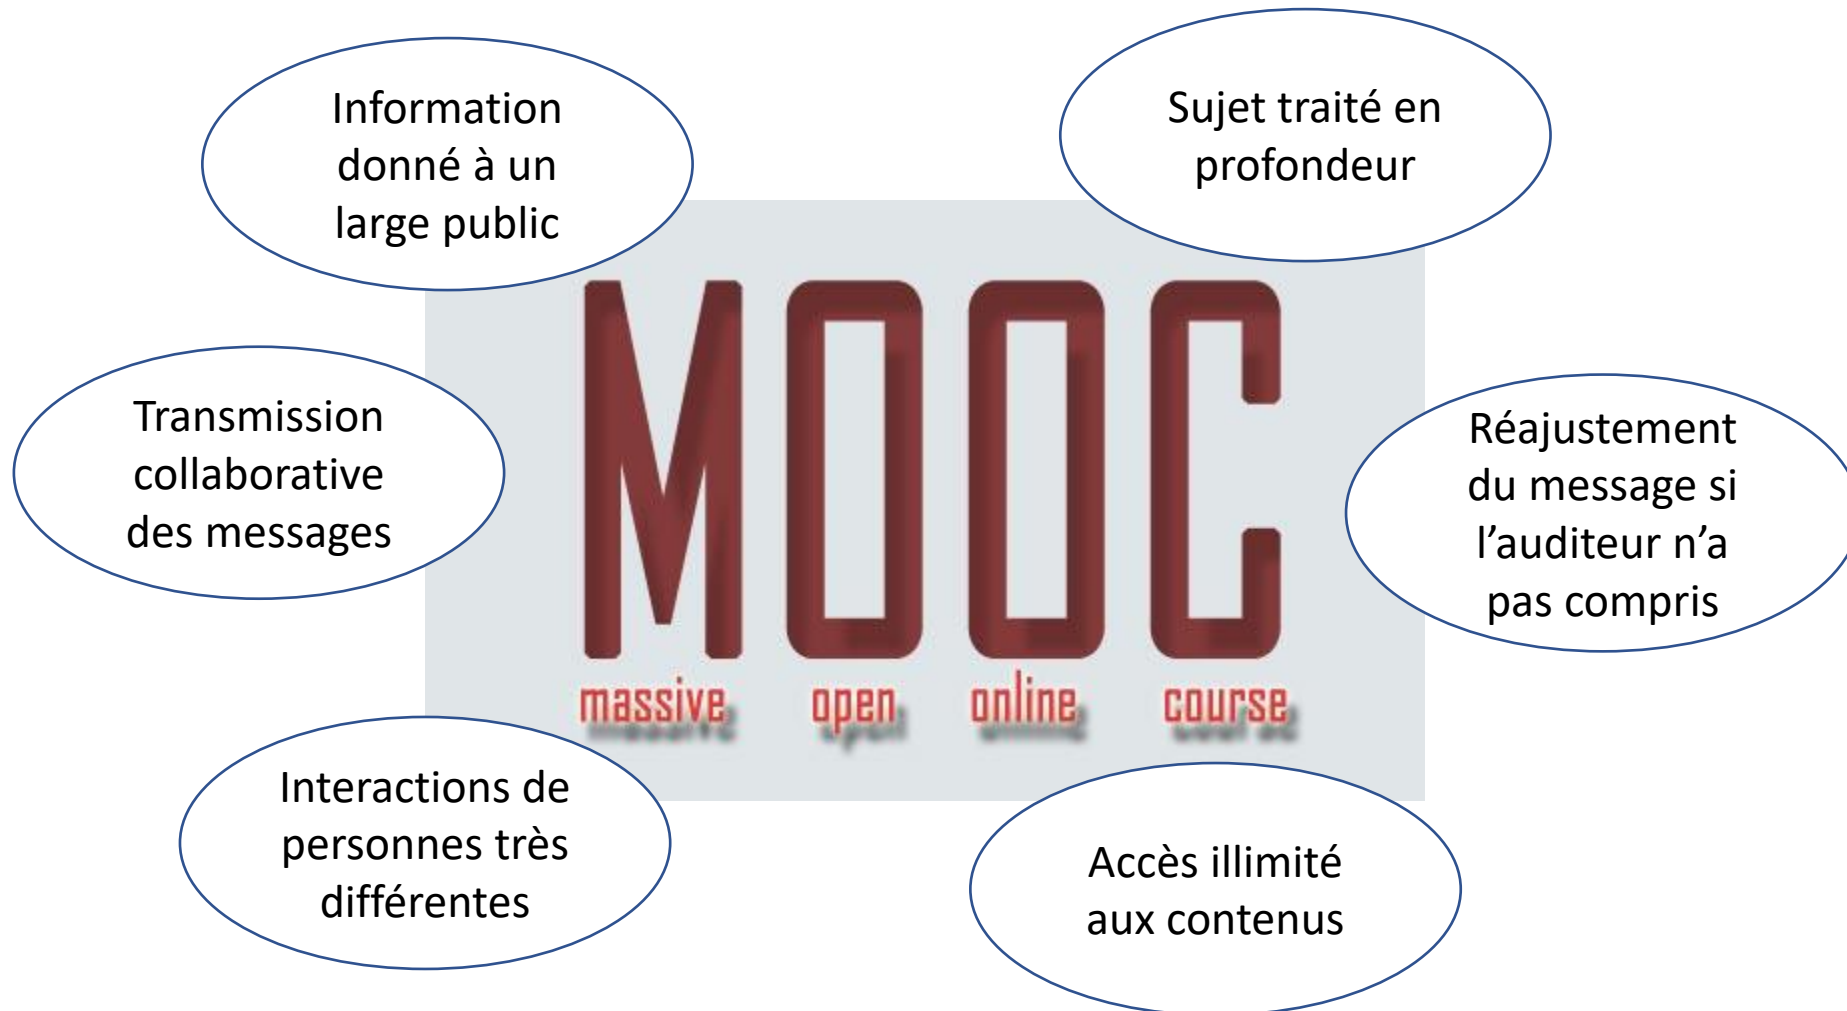 Information
donné à un
large public
Sujet traité en
profondeur
Transmission
collaborative
des messages
MOOC
massive open online course
Réajustement
du message si
l’auditeur n’a
pas compris
Interactions de
personnes très
différentes
Accès illimité
aux contenus